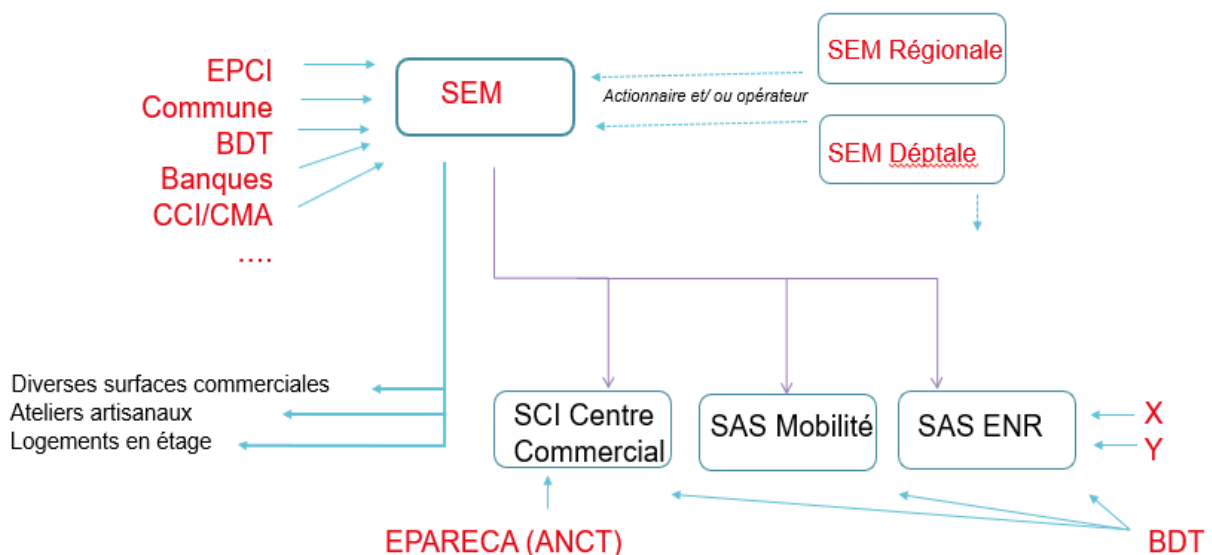 EPCI
Commune
BDT
Banques
CCI/CMA
....
SEM
SEM Régionale
Actionnaire et/ ou opérateur
SEM Déptale
Diverses surfaces commerciales
Ateliers artisanaux
Logements en étage
SCI Centre
Commercial
SAS Mobilité
SAS ENR
X
Y
EPARECA (ANCT)
BDT